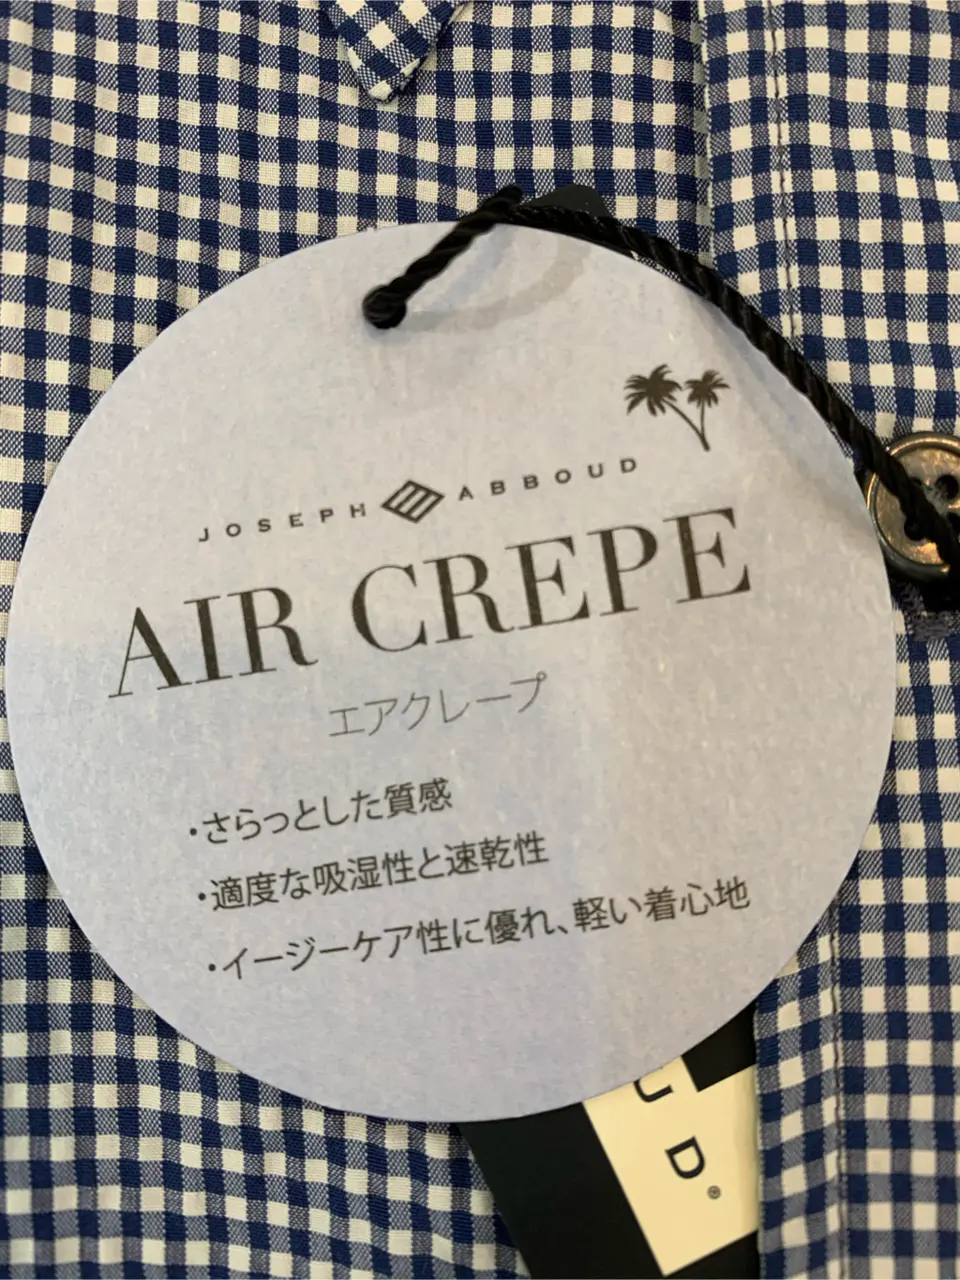 JOSEPH ABBOUD
AIR CREPE
エアクレープ
・さらっとした質感
・適度な吸湿性と速乾性
・イージーケア性に優れ、軽い着心地
UD®